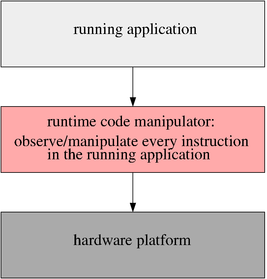 running application
runtime code manipulator:
observe/manipulate every instruction
in the running application
hardware platform